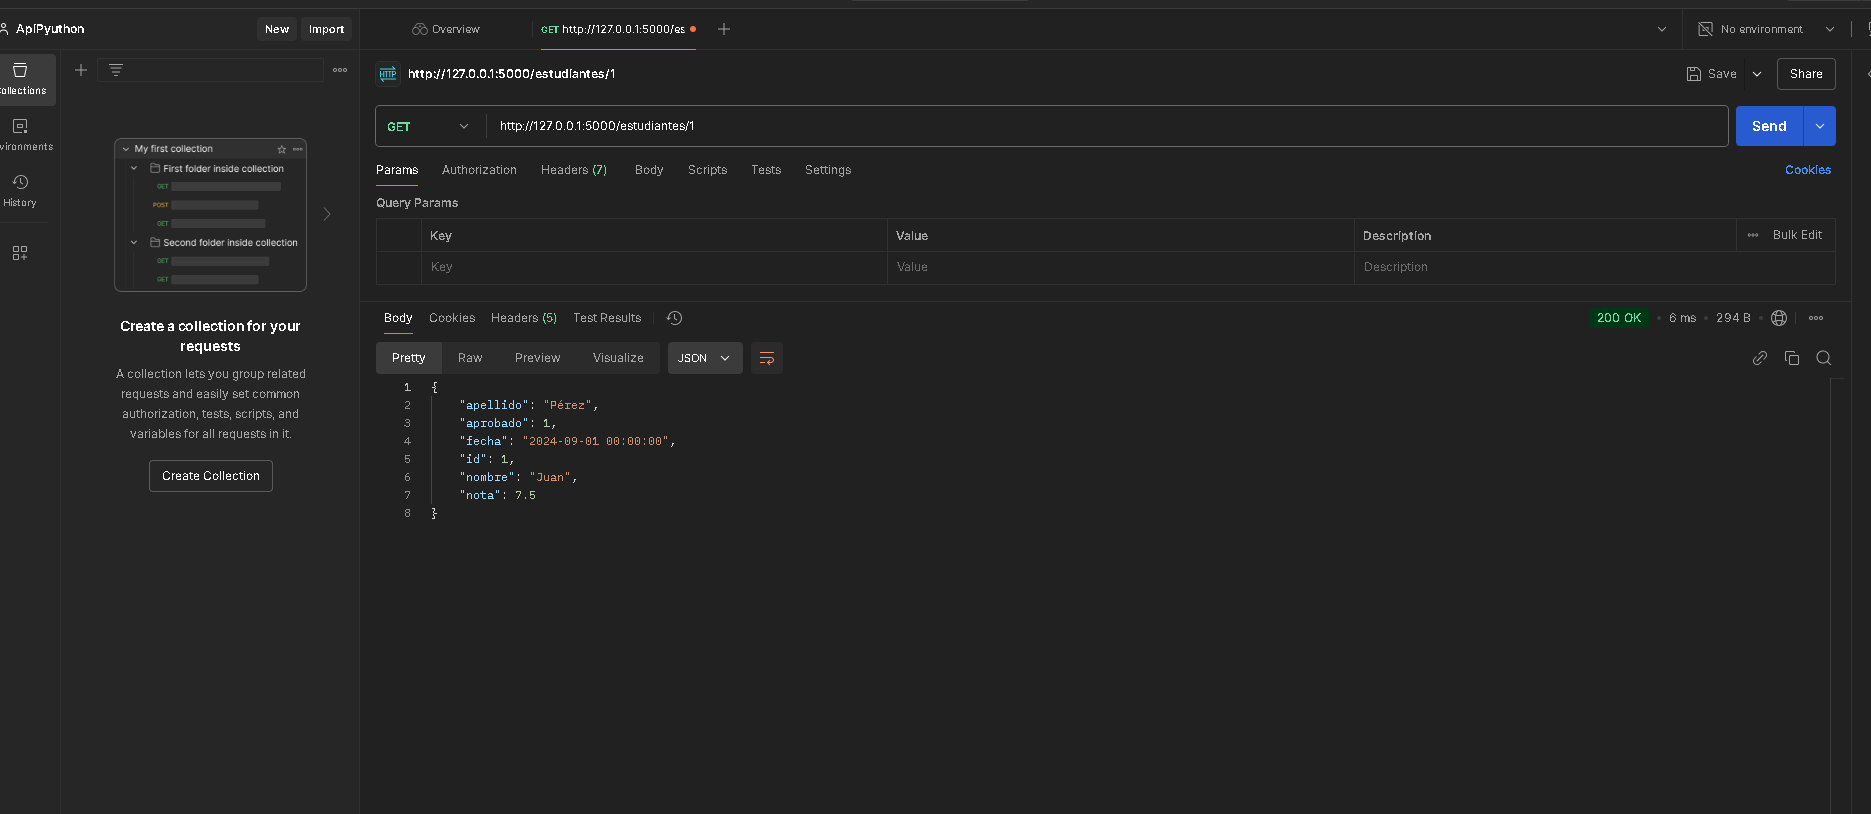 ApiPyuthon
New
Import
Overview
GET http://127.0.0.1:5000/es
No environment
Collections
http://127.0.0.1:5000/estudiantes/1
Save
Share
GET
http://127.0.0.1:5000/estudiantes/1
Send
vironments
My first collection
First folder inside collection
GET
POST
GET
Second folder inside collection
GET
GET
Params
Authorization
Headers (7)
Body
Scripts
Tests
Settings
Cookies
History
Query Params
Key
Value
Description
Bulk Edit
Key
Value
Description
Create a collection for your
requests
A collection lets you group related
requests and easily set common
authorization, tests, scripts, and
variables for all requests in it.
Create Collection
Body
Cookies
Headers (5)
Test Results
200 OK
6 ms
294 B
Pretty
Raw
Preview
Visualize
JSON
1 {
2 "apellido": "Pérez",
3 "aprobado": 1,
4 "fecha": "2024-09-01 00:00:00",
5 "id": 1,
6 "nombre": "Juan",
7 "nota": 7.5
8 }